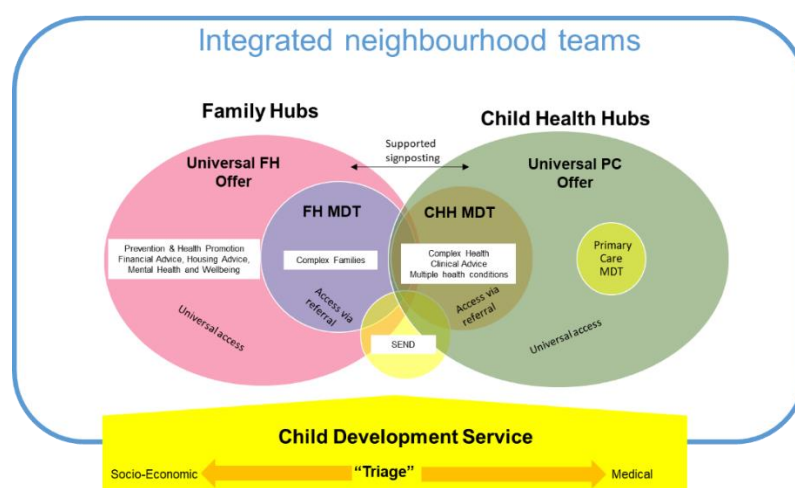 Integrated neighbourhood teams
Family Hubs
Child Health Hubs
Supported
signposting
Universal FH
Offer
Universal PC
Offer
FH MDT
CHH MDT
Prevention & Health Promotion
Financial Advice, Housing Advice,
Mental Health and Wellbeing
Complex Families
Complex Health
Clinical Advice
Multiple health conditions
Primary
Care
MDT
Access via
referral
Access via
referral
Universal access
Universal access
SEND
Child Development Service
Socio-Economic
“Triage”
Medical